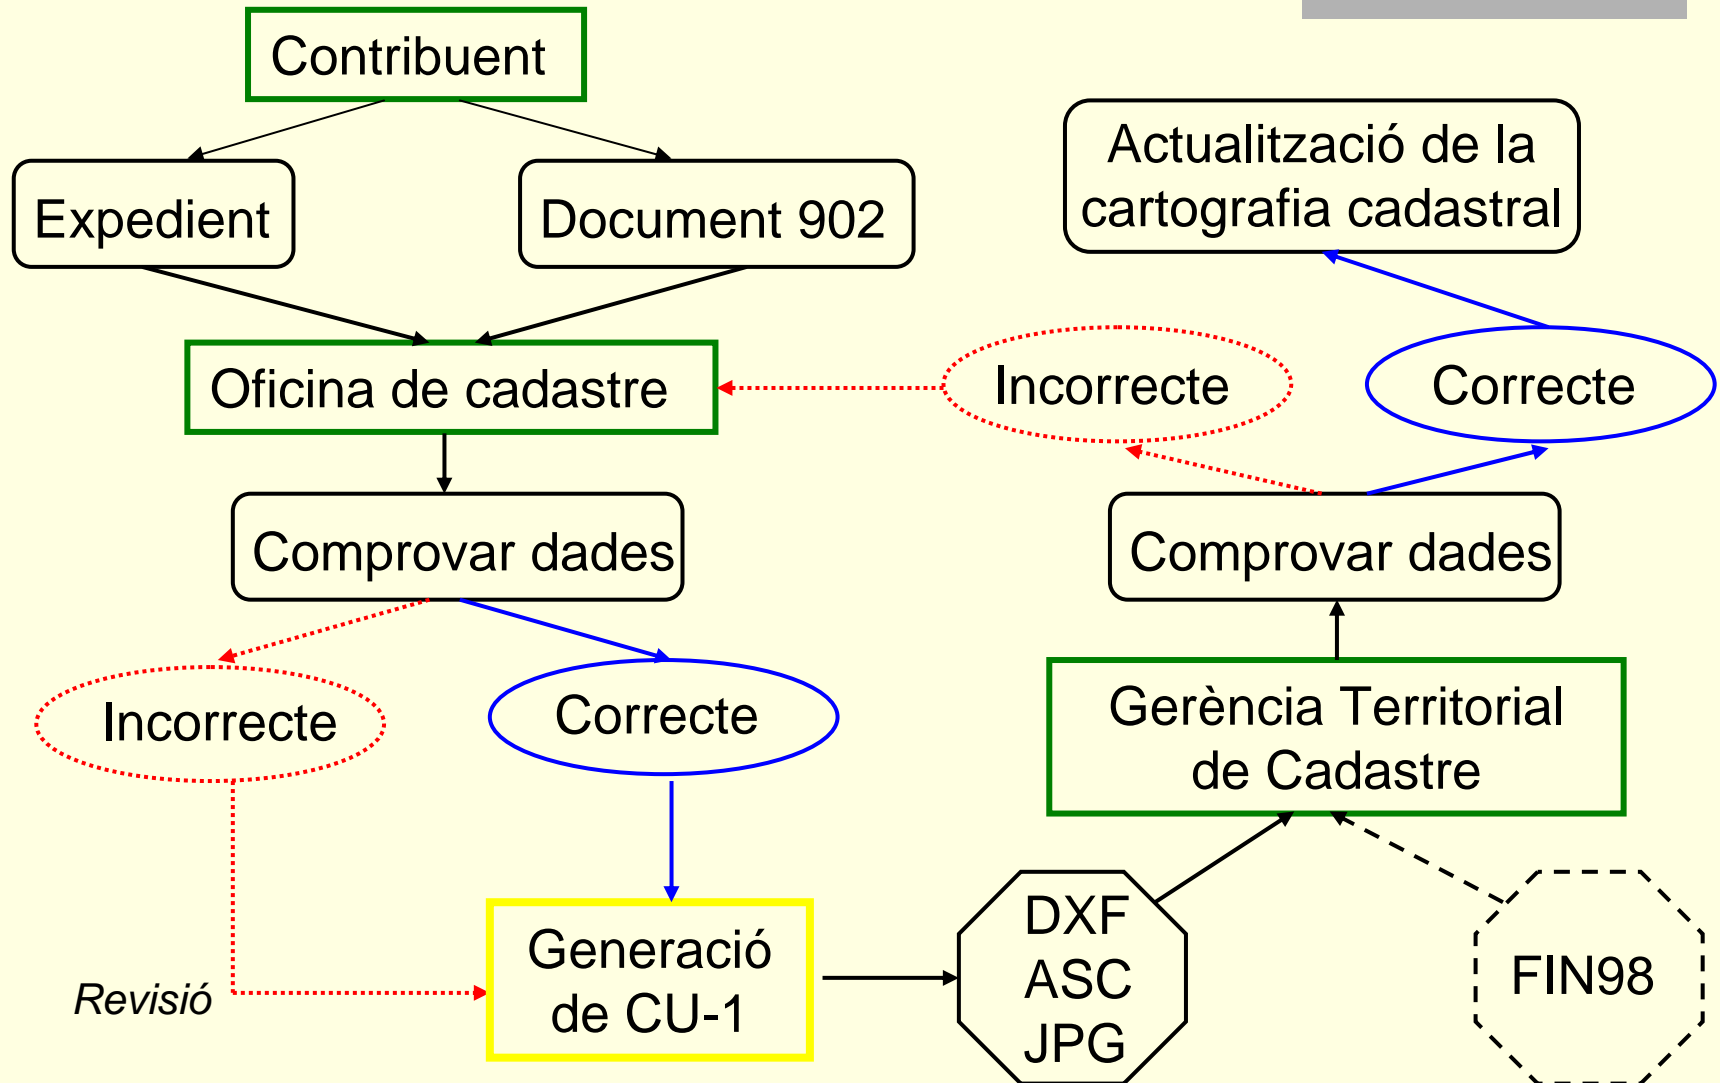 Contribuent
Expedient
Document 902
Oficina de cadastre
Comprovar dades
Incorrecte
Correcte
Revisió
Generació
de CU-1
DXF
ASC
JPG
FIN98
Gerència Territorial
de Cadastre
Comprovar dades
Incorrecte
Correcte
Actualització de la
cartografia cadastral